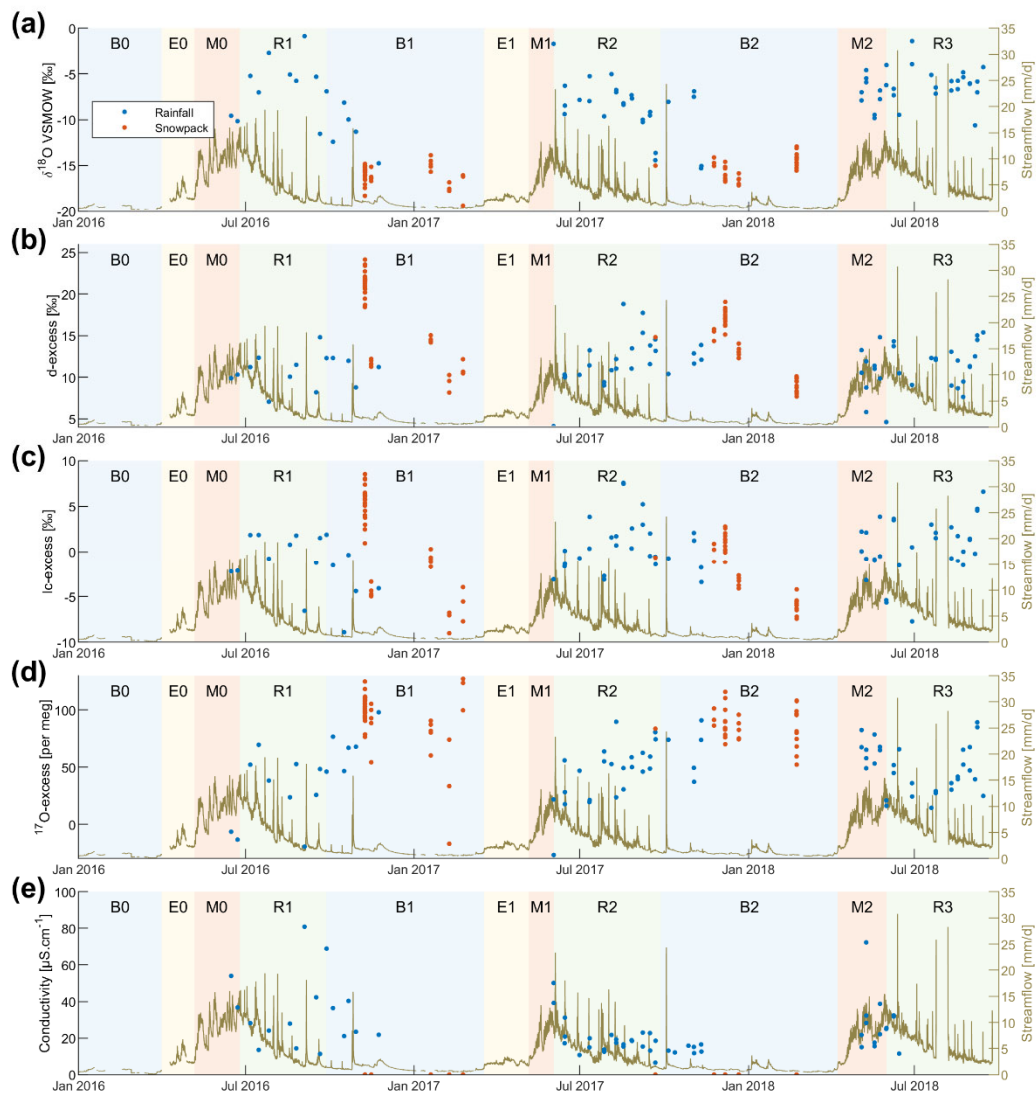 (a)
B0 E0 M0 R1 B1 E1 M1 R2 B2 M2 R3
δ¹⁸O VSMOW [‰]
0
-5
-10
-15
-20
Rainfall
Snowpack
35
30
25
20
15
10
5
0
Streamflow [mm/d]
Jan 2016 Jul 2016 Jan 2017 Jul 2017 Jan 2018 Jul 2018
(b)
B0 E0 M0 R1 B1 E1 M1 R2 B2 M2 R3
d-excess [‰]
25
20
15
10
5
35
30
25
20
15
10
5
0
Streamflow [mm/d]
Jan 2016 Jul 2016 Jan 2017 Jul 2017 Jan 2018 Jul 2018
(c)
B0 E0 M0 R1 B1 E1 M1 R2 B2 M2 R3
lc-excess [‰]
10
5
0
-5
-10
35
30
25
20
15
10
5
0
Streamflow [mm/d]
Jan 2016 Jul 2016 Jan 2017 Jul 2017 Jan 2018 Jul 2018
(d)
B0 E0 M0 R1 B1 E1 M1 R2 B2 M2 R3
¹⁷O-excess [per meg]
100
50
0
35
30
25
20
15
10
5
0
Streamflow [mm/d]
Jan 2016 Jul 2016 Jan 2017 Jul 2017 Jan 2018 Jul 2018
(e)
B0 E0 M0 R1 B1 E1 M1 R2 B2 M2 R3
Conductivity [µS.cm⁻¹]
100
80
60
40
20
0
35
30
25
20
15
10
5
0
Streamflow [mm/d]
Jan 2016 Jul 2016 Jan 2017 Jul 2017 Jan 2018 Jul 2018